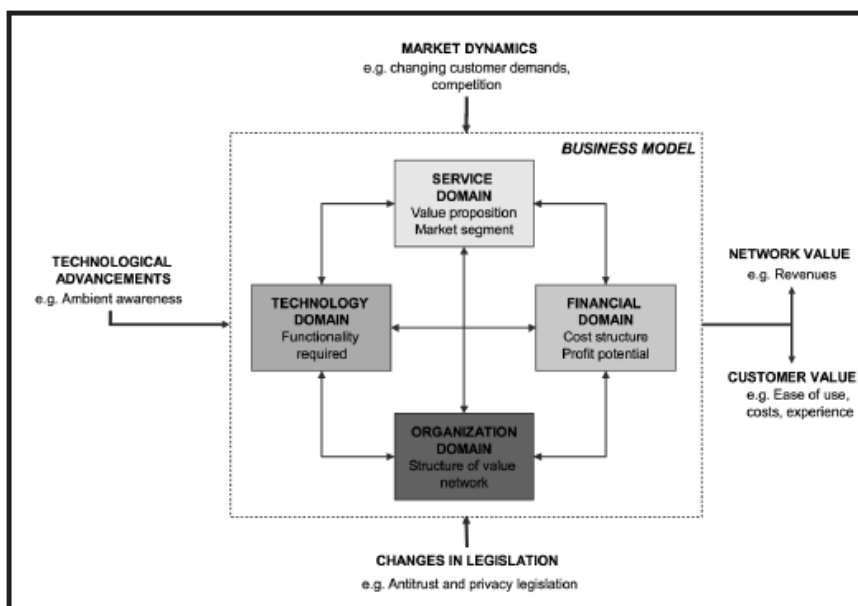 MARKET DYNAMICS
e.g. changing customer demands,
competition
BUSINESS MODEL
SERVICE
DOMAIN
Value proposition
Market segment
TECHNOLOGICAL
ADVANCEMENTS
e.g. Ambient awareness
TECHNOLOGY
DOMAIN
Functionality
required
FINANCIAL
DOMAIN
Cost structure
Profit potential
NETWORK VALUE
e.g. Revenues
CUSTOMER VALUE
e.g. Ease of use,
costs, experience
ORGANIZATION
DOMAIN
Structure of value
network
CHANGES IN LEGISLATION
e.g. Antitrust and privacy legislation